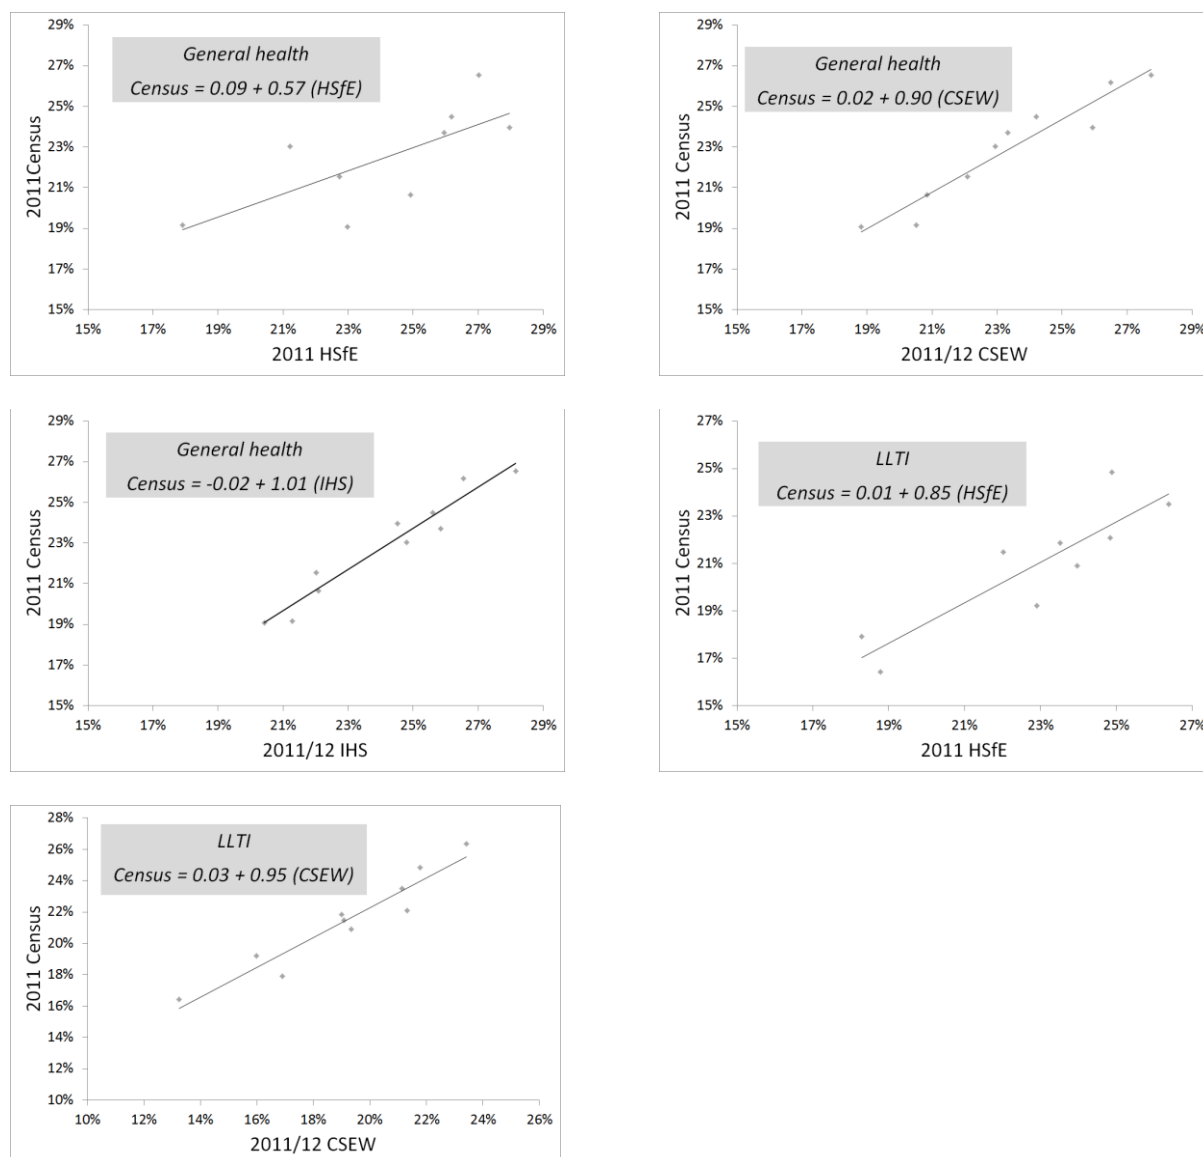 General health
Census = 0.09 + 0.57 (HSfE)
2011Census
29%
27%
25%
23%
21%
19%
17%
15%
15% 17% 19% 21% 23% 25% 27% 29%
2011 HSfE
General health
Census = 0.02 + 0.90 (CSEW)
2011 Census
29%
27%
25%
23%
21%
19%
17%
15%
15% 19% 21% 23% 25% 27% 29%
2011/12 CSEW
General health
Census = -0.02 + 1.01 (IHS)
2011 Census
29%
27%
25%
23%
21%
19%
17%
15%
15% 17% 19% 21% 23% 25% 27% 29%
2011/12 IHS
LLTI
Census = 0.01 + 0.85 (HSfE)
2011 Census
27%
25%
23%
21%
19%
17%
15%
15% 17% 19% 21% 23% 25% 27%
2011 HSfE
LLTI
Census = 0.03 + 0.95 (CSEW)
2011 Census
28%
26%
24%
22%
20%
18%
16%
14%
12%
10%
10% 14% 16% 18% 20% 22% 24% 26%
2011/12 CSEW